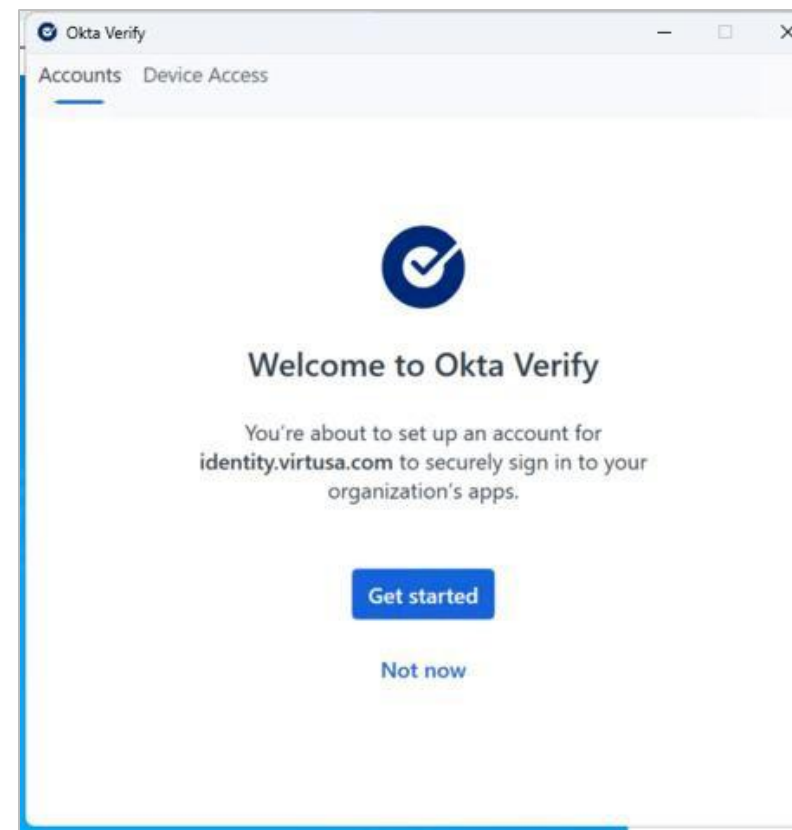 Okta Verify
Accounts Device Access
Welcome to Okta Verify
You're about to set up an account for
identity.virtusa.com to securely sign in to your
organization's apps.
Get started
Not now